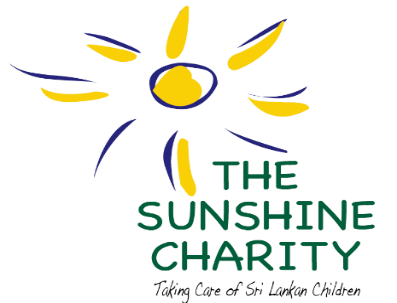 THE
SUNSHINE
CHARITY
Taking Care of Sri Lankan Children